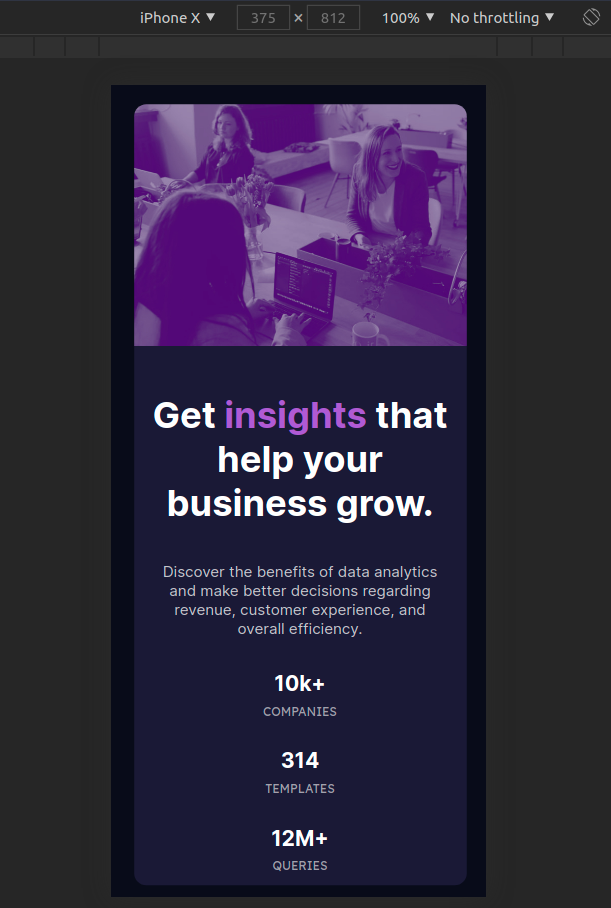 iPhone X ▼ 375 × 812 100% ▼ No throttling ▼
Get insights that
help your
business grow.
Discover the benefits of data analytics
and make better decisions regarding
revenue, customer experience, and
overall efficiency.
10k+
COMPANIES
314
TEMPLATES
12M+
QUERIES